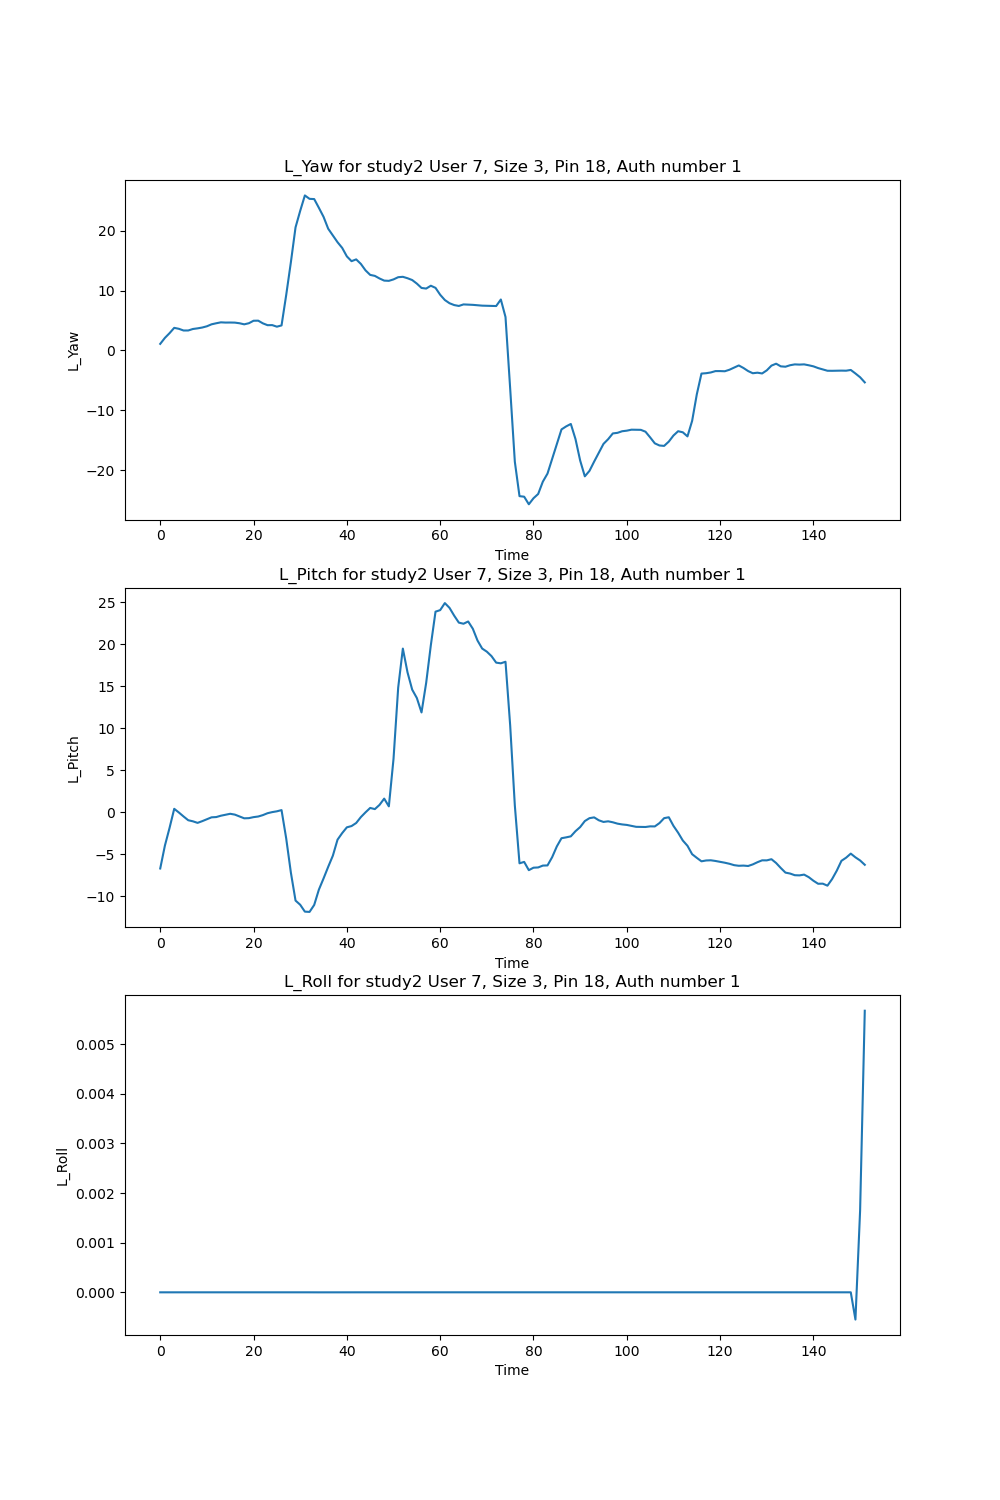 L_Yaw for study2 User 7, Size 3, Pin 18, Auth number 1
20
10
0
−10
−20
L_Yaw
0 20 40 60 80 100 120 140
Time
L_Pitch for study2 User 7, Size 3, Pin 18, Auth number 1
25
20
15
10
5
0
−5
−10
L_Pitch
0 20 40 60 80 100 120 140
Time
L_Roll for study2 User 7, Size 3, Pin 18, Auth number 1
0.005
0.004
0.003
0.002
0.001
0.000
L_Roll
0 20 40 60 80 100 120 140
Time